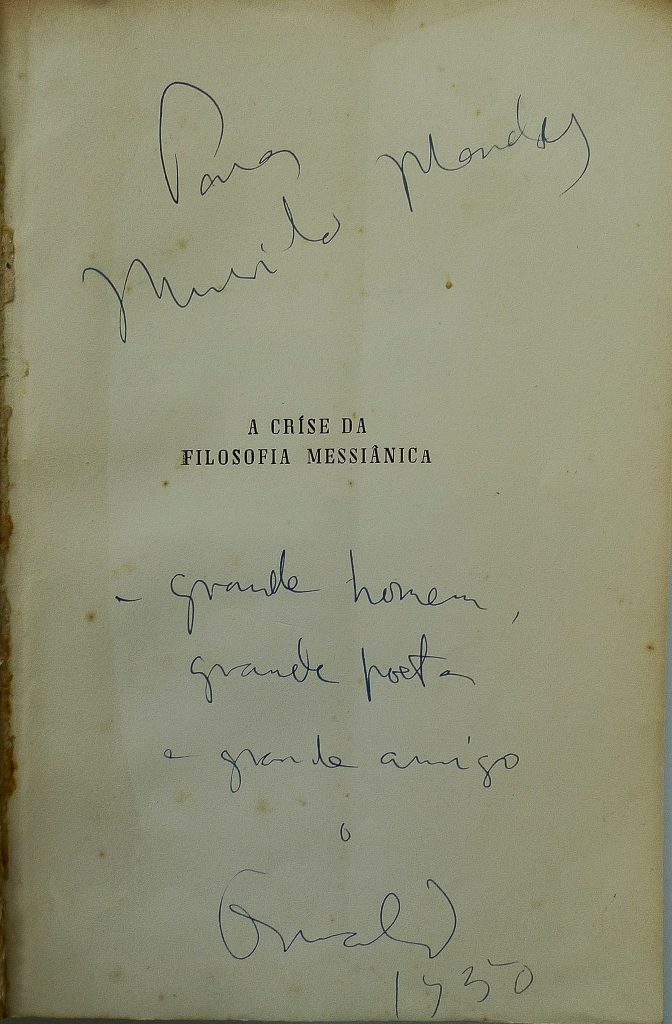 Para
Murilo Mendes
A CRÍSE DA
FILOSOFIA MESSIÂNICA
- grande homem,
grande poeta
e grande amigo
o
Oswald
1950